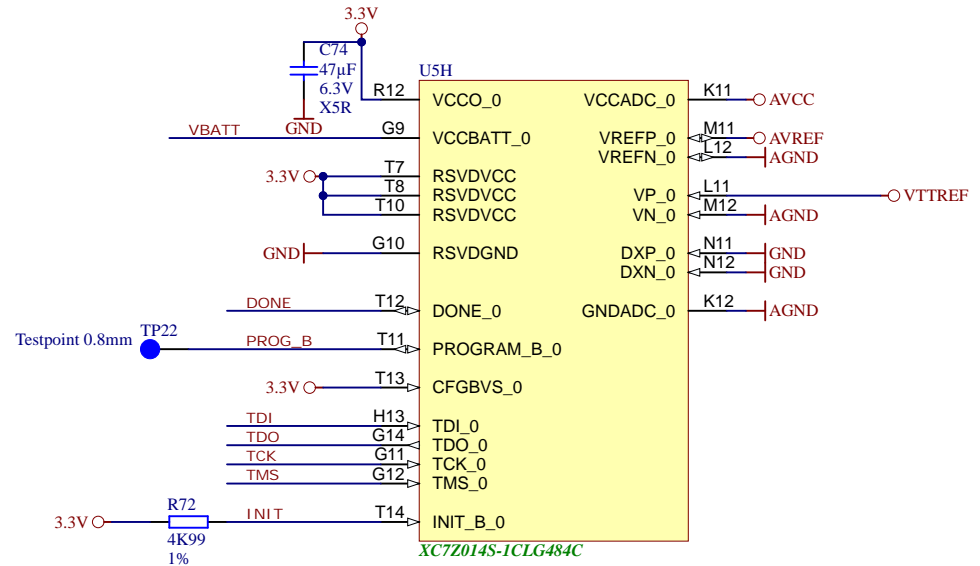 3.3V
C74
47µF
6.3V
X5R
GND
U5H
R12 VCCO_0 VCCADC_0 K11 AVCC
VBATT G9 VCCBATT_0 VREFP_0 M11 AVREF
VREFN_0 L12 AGND
3.3V T7 RSVDVCC
T8 RSVDVCC VP_0 L11 VTTREF
T10 RSVDVCC VN_0 M12 AGND
GND G10 RSVDGND DXP_0 N11 GND
DXN_0 N12 GND
DONE T12 DONE_0 GNDADC_0 K12 AGND
Testpoint 0.8mm TP22 PROG_B T11 PROGRAM_B_0
3.3V T13 CFGBVS_0
TDI H13 TDI_0
TDO G14 TDO_0
TCK G11 TCK_0
TMS G12 TMS_0
3.3V R72 INIT T14 INIT_B_0
4K99
1%
XC7Z014S-1CLG484C